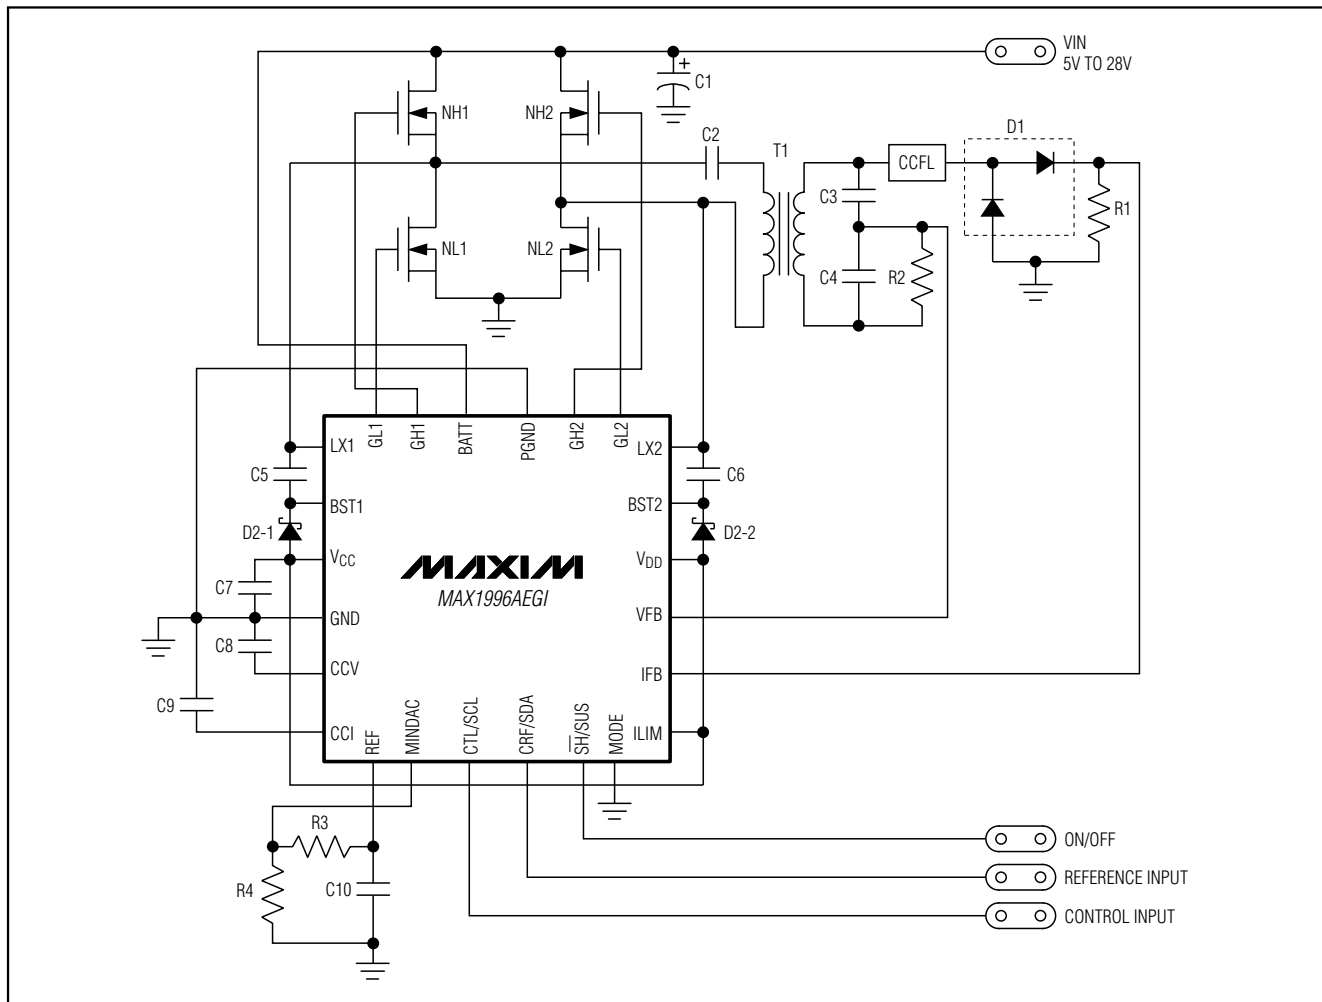 VIN
5V TO 28V
+
C1
NH1
NH2
C2
T1
D1
CCFL
C3
R1
NL1
NL2
C4
R2
GL1
GH1
BATT
PGND
GH2
GL2
LX1
LX2
C5
C6
BST1
BST2
D2-1
D2-2
VCC
VDD
C7
MAXIM
MAX1996AEGI
GND
VFB
C8
CCV
IFB
C9
CCI
REF
MINDAC
CTL/SCL
CRF/SDA
SH/SUS
MODE
ILIM
R3
ON/OFF
R4
C10
REFERENCE INPUT
CONTROL INPUT